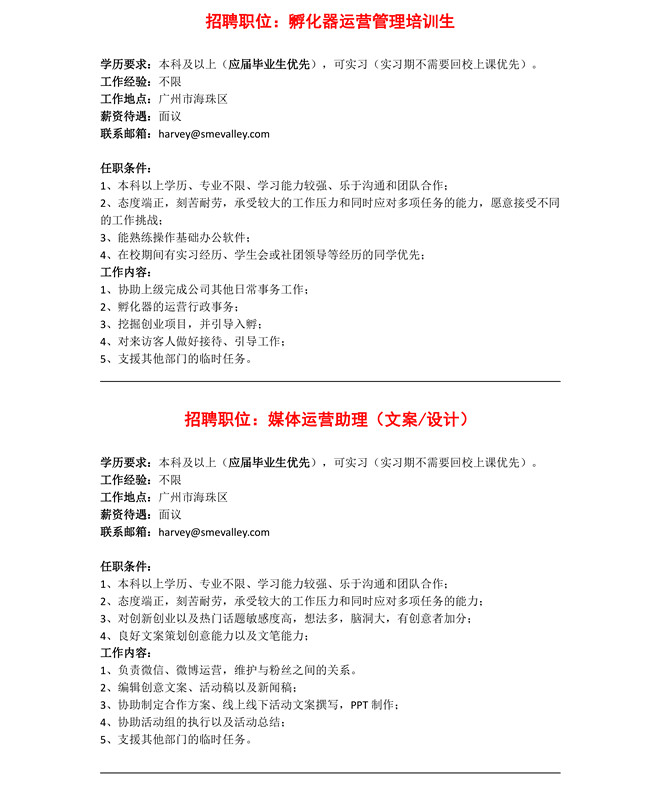 招聘职位：孵化器运营管理培训生
学历要求：本科及以上（应届毕业生优先），可实习（实习期不需要回校上课优先）。
工作经验：不限
工作地点：广州市海珠区
薪资待遇：面议
联系邮箱：harvey@smevalley.com
任职条件：
1、本科以上学历、专业不限、学习能力较强、乐于沟通和团队合作；
2、态度端正，刻苦耐劳，承受较大的工作压力和同时应对多项任务的能力，愿意接受不同
的工作挑战；
3、能熟练操作基础办公软件；
4、在校期间有实习经历、学生会或社团领导等经历的同学优先；
工作内容：
1、协助上级完成公司其他日常事务工作；
2、孵化器的运营行政事务；
3、挖掘创业项目，并引导入孵；
4、对来访客人做好接待、引导工作；
5、支援其他部门的临时任务。
招聘职位：媒体运营助理（文案/设计）
学历要求：本科及以上（应届毕业生优先），可实习（实习期不需要回校上课优先）。
工作经验：不限
工作地点：广州市海珠区
薪资待遇：面议
联系邮箱：harvey@smevalley.com
任职条件：
1、本科以上学历、专业不限、学习能力较强、乐于沟通和团队合作；
2、态度端正，刻苦耐劳，承受较大的工作压力和同时应对多项任务的能力；
3、对创新创业以及热门话题敏感度高，想法多，脑洞大，有创意者加分；
4、良好文案策划创意能力以及文笔能力；
工作内容：
1、负责微信、微博运营，维护与粉丝之间的关系。
2、编辑创意文案、活动稿以及新闻稿；
3、协助制定合作方案、线上线下活动文案撰写，PPT 制作；
4、协助活动组的执行以及活动总结；
5、支援其他部门的临时任务。